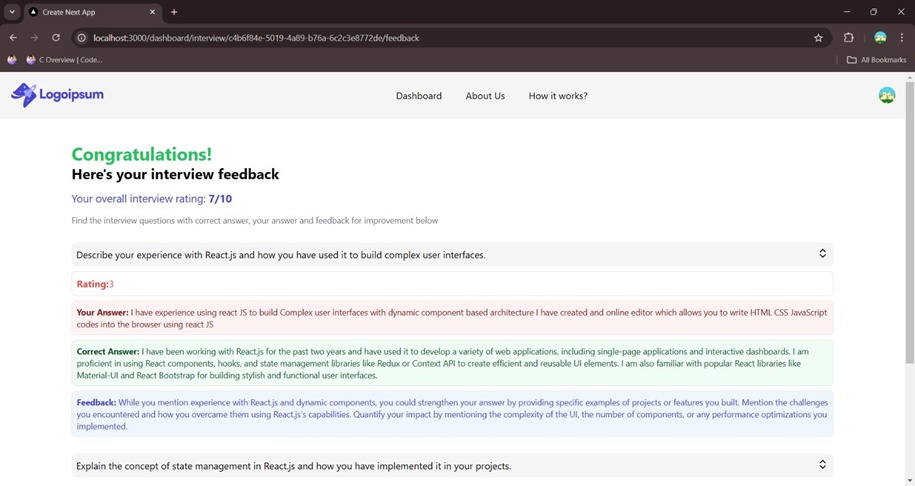 Create Next App
localhost:3000/dashboard/interview/c4b6f84e-5019-4a89-b76a-6c2c3e8772de/feedback
C Overview | Code...
All Bookmarks
Logoipsum
Dashboard
About Us
How it works?
Congratulations!
Here's your interview feedback
Your overall interview rating: 7/10
Find the interview questions with correct answer, your answer and feedback for improvement below
Describe your experience with React.js and how you have used it to build complex user interfaces.
Rating:3
Your Answer: I have experience using react JS to build Complex user interfaces with dynamic component based architecture I have created and online editor which allows you to write HTML CSS JavaScript
codes into the browser using react JS
Correct Answer: I have been working with React.js for the past two years and have used it to develop a variety of web applications, including single-page applications and interactive dashboards. I am
proficient in using React components, hooks, and state management libraries like Redux or Context API to create efficient and reusable UI elements. I am also familiar with popular React libraries like
Material-UI and React Bootstrap for building stylish and functional user interfaces.
Feedback: While you mention experience with React.js and dynamic components, you could strengthen your answer by providing specific examples of projects or features you built. Mention the challenges
you encountered and how you overcame them using React.js's capabilities. Quantify your impact by mentioning the complexity of the UI, the number of components, or any performance optimizations you
implemented.
Explain the concept of state management in React.js and how you have implemented it in your projects.